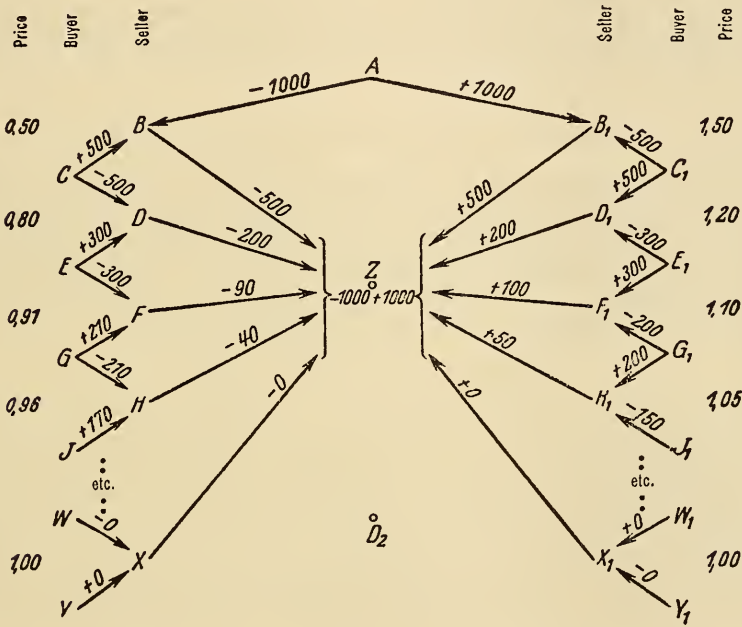 Price Buyer Seller Seller Buyer Price
A
−1000 +1000
0,50 B B₁ 1,50
+500 −500
C C₁
−500 +500
−500 +500
0,80 D D₁ 1,20
+300 −200 +200 −300
E Z E₁
−300 −90 +100 +300
−1000 +1000
0,91 F F₁ 1,10
+210 −200
G −40 +50 G₁
−210 +200
−0 +0
0,96 H H₁ 1,05
+170 −150
J J₁
etc. etc.
W D₂ W₁
−0 +0
1,00 X X₁ 1,00
+0 −0
Y Y₁